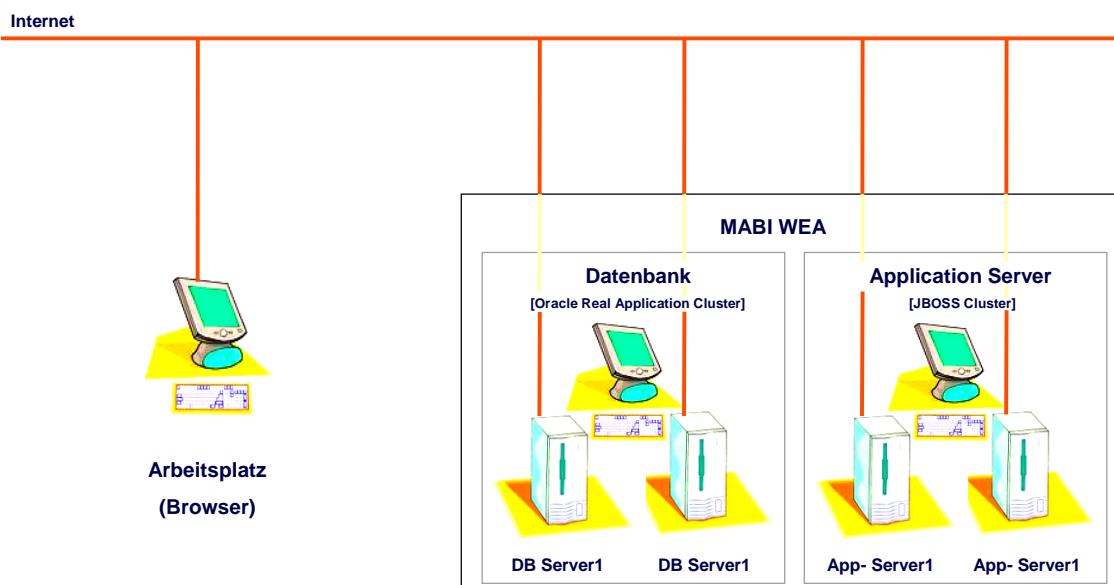 Internet
MABI WEA
Datenbank
[Oracle Real Application Cluster]
Application Server
[JBOSS Cluster]
Arbeitsplatz
(Browser)
DB Server1
DB Server1
App- Server1
App- Server1